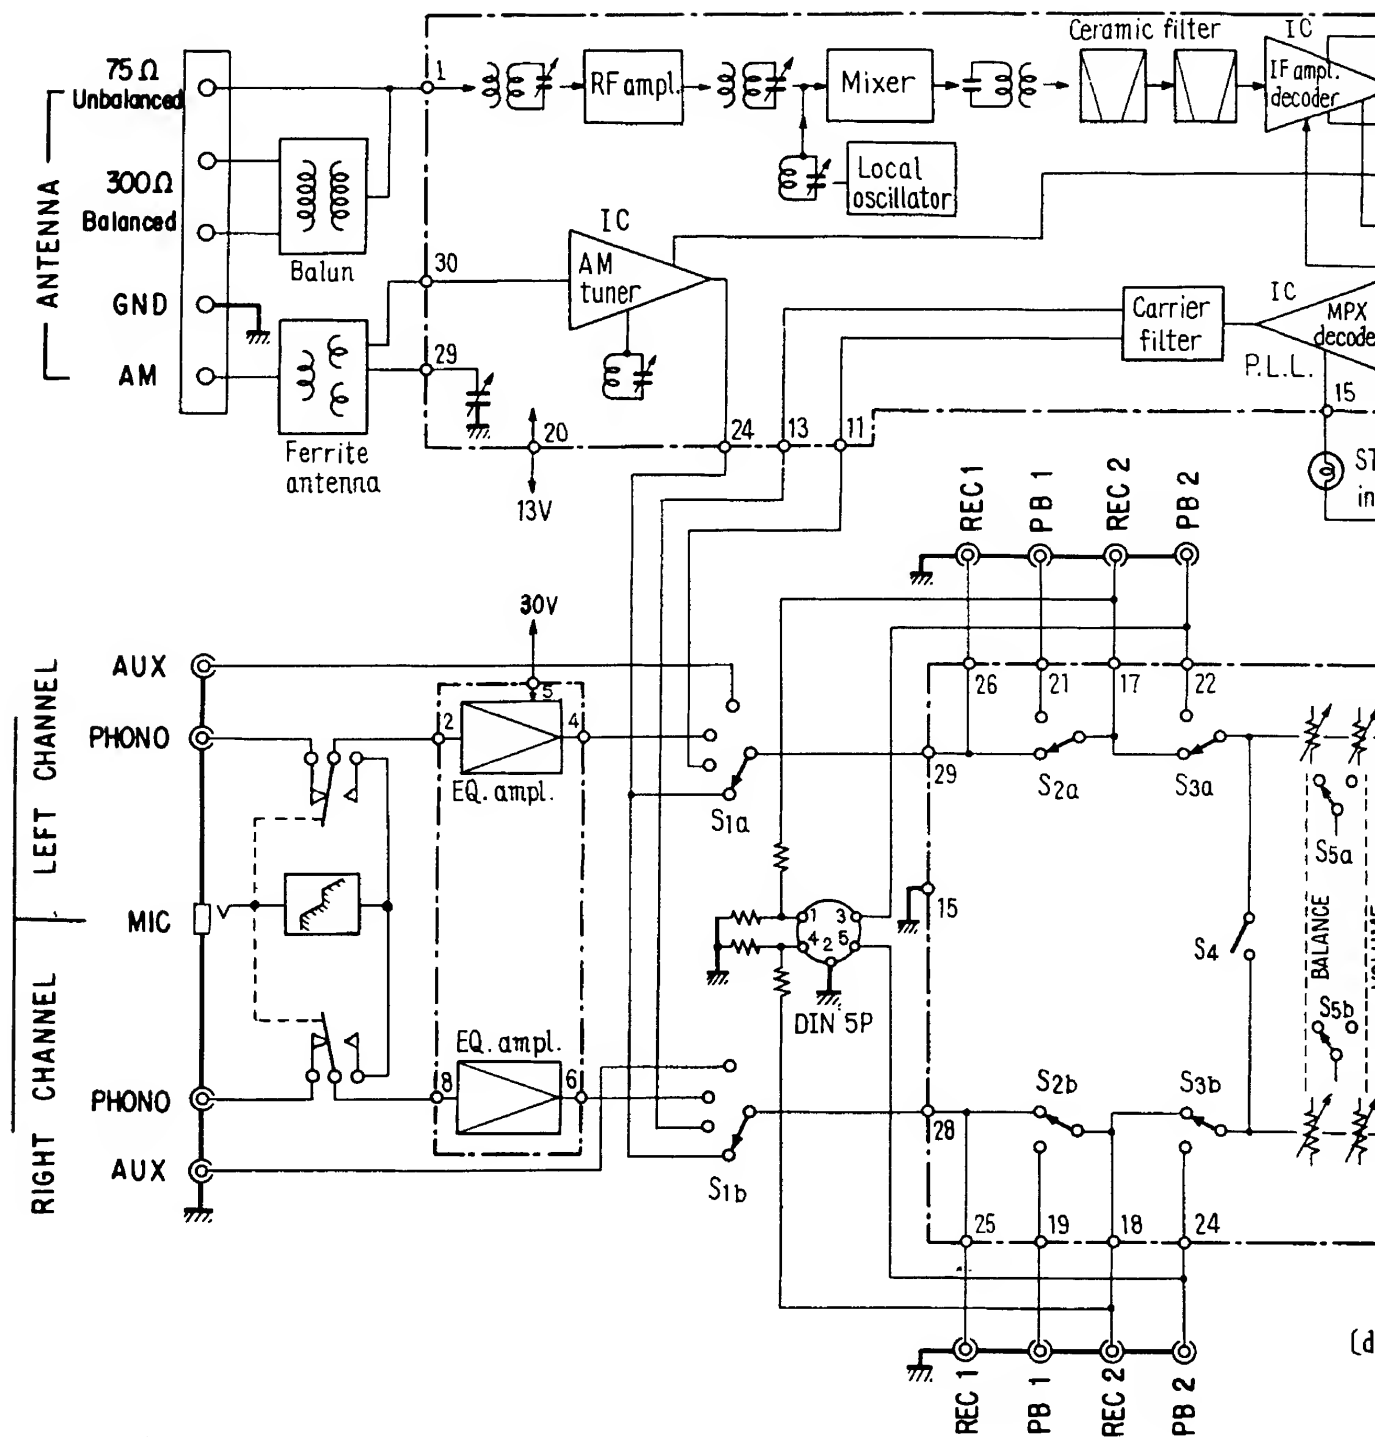 Ceramic filter
IC
75Ω
Unbalanced
1
RF ampl.
Mixer
IF ampl.
decoder
300Ω
Balanced
Local
oscillator
ANTENNA
IC
AM
tuner
Balun
30
GND
29
AM
Carrier
filter
IC
MPX
P.L.L.
15
20
24
13
11
Ferrite
antenna
13V
REC 1
PB 1
REC 2
PB 2
30V
AUX
5
26
21
17
22
PHONO
2
4
EQ. ampl.
29
S1a
S2a
S3a
S5a
LEFT CHANNEL
MIC
15
1
3
4
2
5
DIN 5P
S4
BALANCE
S5b
RIGHT CHANNEL
EQ. ampl.
8
6
PHONO
S2b
S3b
28
AUX
S1b
25
19
18
24
REC 1
PB 1
REC 2
PB 2